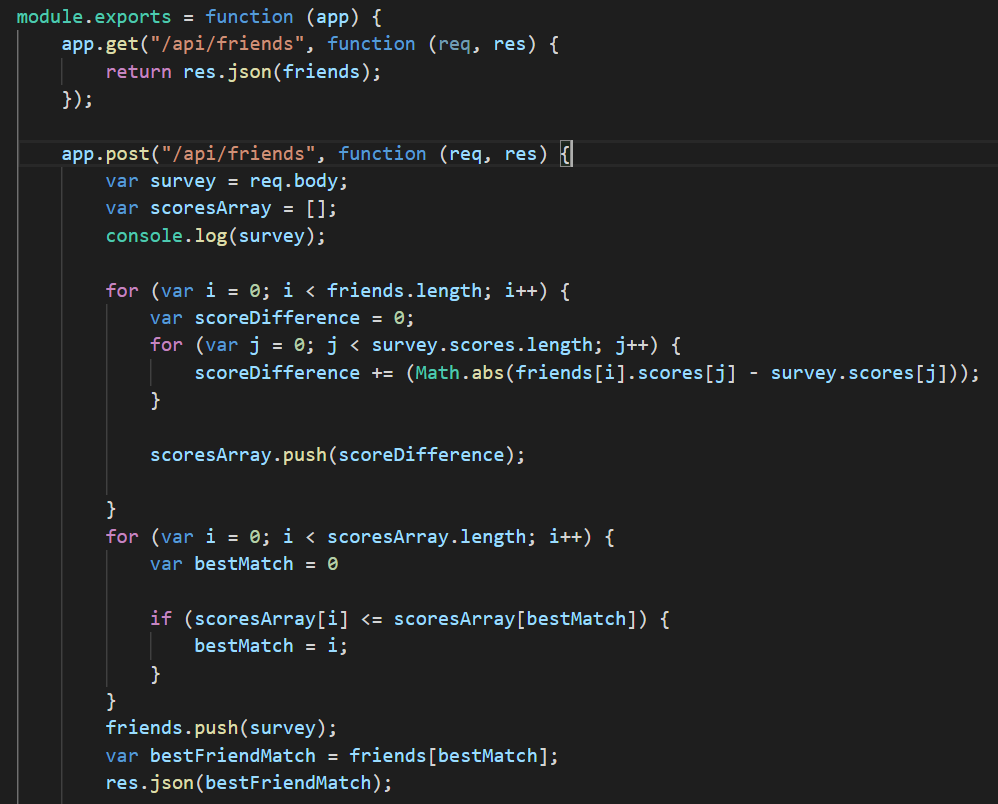 module.exports = function (app) {
    app.get("/api/friends", function (req, res) {
        return res.json(friends);
    });

    app.post("/api/friends", function (req, res) {
        var survey = req.body;
        var scoresArray = [];
        console.log(survey);

        for (var i = 0; i < friends.length; i++) {
            var scoreDifference = 0;
            for (var j = 0; j < survey.scores.length; j++) {
                scoreDifference += (Math.abs(friends[i].scores[j] - survey.scores[j]));
            }

            scoresArray.push(scoreDifference);

        }
        for (var i = 0; i < scoresArray.length; i++) {
            var bestMatch = 0

            if (scoresArray[i] <= scoresArray[bestMatch]) {
                bestMatch = i;
            }
        }
        friends.push(survey);
        var bestFriendMatch = friends[bestMatch];
        res.json(bestFriendMatch);